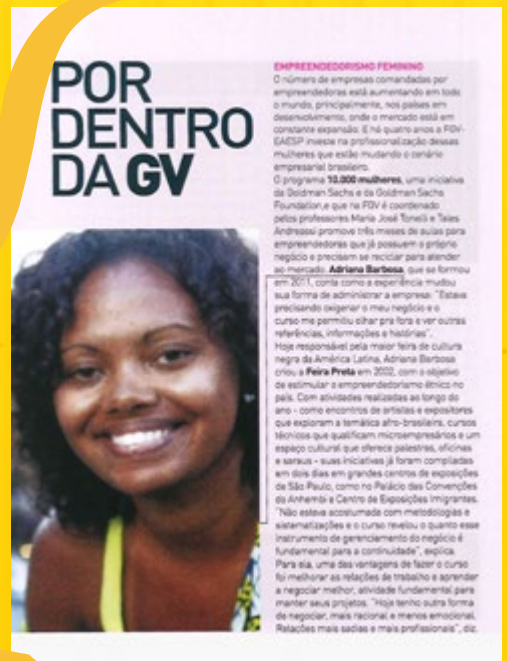 POR
DENTRO
DA GV
EMPREENDEDORISMO FEMININO
O número de empresas comandadas por
empreendedoras está aumentando em todo
o mundo, principalmente, nos países em
desenvolvimento, onde o mercado está em
constante expansão. E há quatro anos a FGV-
EAESP investe na profissionalização dessas
mulheres que estão mudando o cenário
empresarial brasileiro.
O programa 10.000 mulheres, uma iniciativa
da Goldman Sachs e da Goldman Sachs
Foundation,e que na FGV é coordenado
pelos professores Maria José Tonelli e Tales
Andreassi promove três meses de aulas para
empreendedoras que já possuem o próprio
negócio e precisam se reciclar para atender
ao mercado. Adriana Barbosa, que se formou
em 2011, conta como a experiência mudou
sua forma de administrar a empresa: "Estava
precisando oxigenar o meu negócio e o
curso me permitiu olhar pra fora e ver outras
referências, informações e histórias".
Hoje responsável pela maior feira de cultura
negra da América Latina, Adriana Barbosa
criou a Feira Preta em 2002, com o objetivo
de estimular o empreendedorismo étnico no
país. Com atividades realizadas ao longo do
ano - como encontros de artistas e expositores
que exploram a temática afro-brasileira, cursos
técnicos que qualificam microempresários e um
espaço cultural que oferece palestras, oficinas
e saraus - suas iniciativas já foram compiladas
em dois dias em grandes centros de exposições
de São Paulo, como no Palácio das Convenções
do Anhembi e Centro de Exposições Imigrantes.
"Não estava acostumada com metodologias e
sistematizações e o curso revelou o quanto esse
instrumento de gerenciamento do negócio é
fundamental para a continuidade", explica.
Para ela, uma das vantagens de fazer o curso
foi melhorar as relações de trabalho e aprender
a negociar melhor, atividade fundamental para
manter seus projetos. "Hoje tenho outra forma
de negociar, mais racional e menos emocional.
Relações mais sadias e mais profissionais", diz.